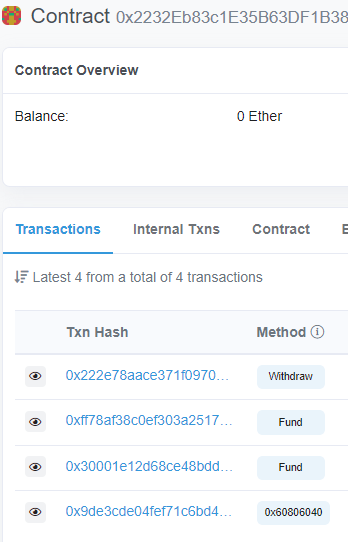 Contract 0x2232Eb83c1E35B63DF1B38
Contract Overview
Balance: 0 Ether
Transactions Internal Txns Contract E
Latest 4 from a total of 4 transactions
Txn Hash Method
0x222e78aace371f0970... Withdraw
0xff78af38c0ef303a2517... Fund
0x30001e12d68ce48bdd... Fund
0x9de3cde04fef71c6bd4... 0x60806040